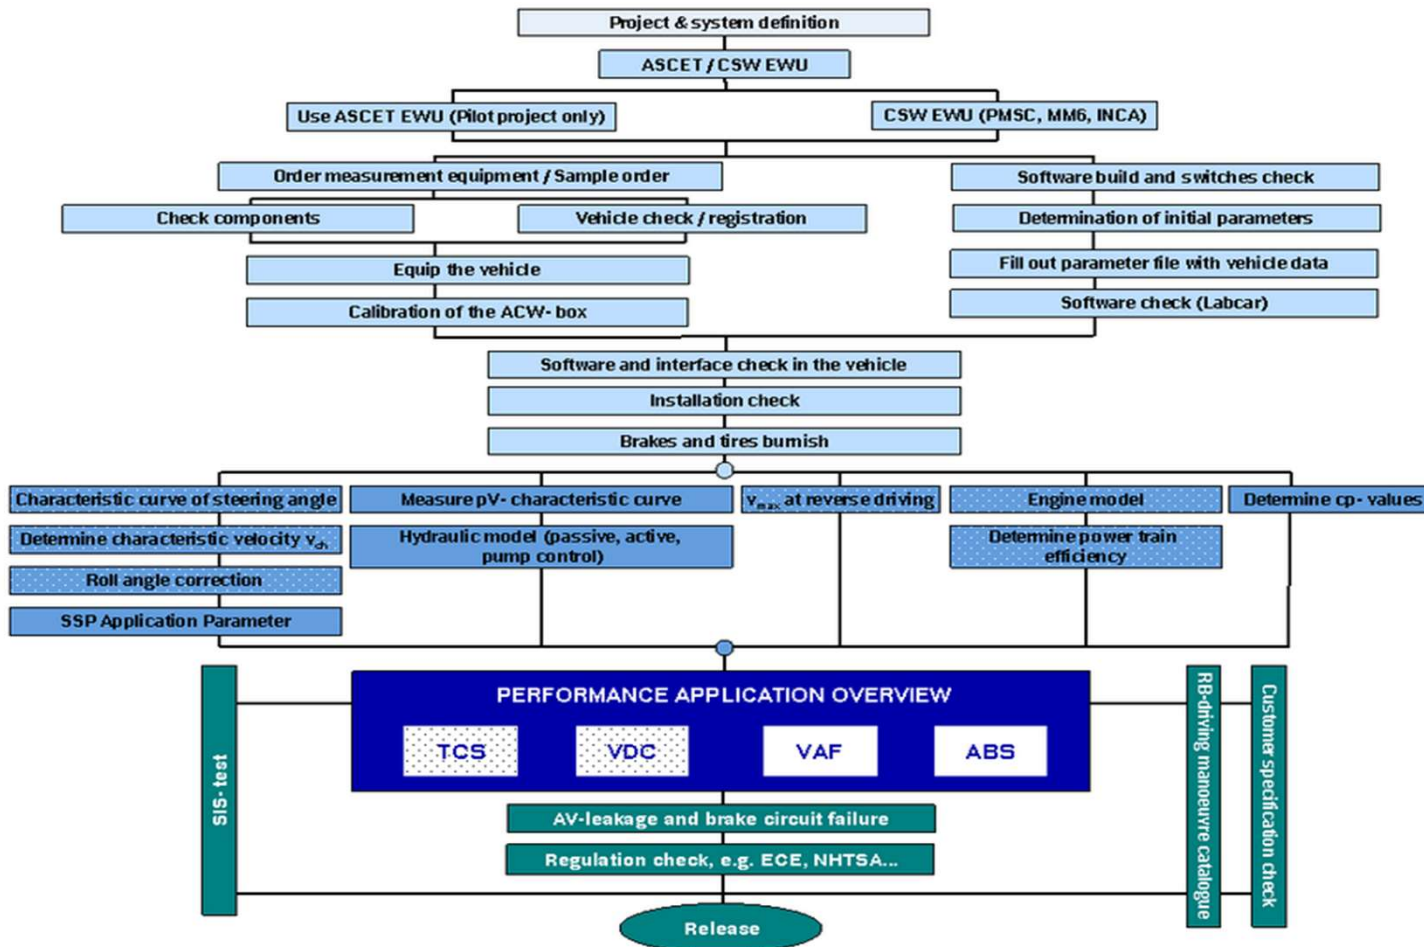 Project & system definition
ASCET / CSW EWU
Use ASCET EWU (Pilot project only)
CSW EWU (PMSC, MM6, INCA)
Order measurement equipment / Sample order
Software build and switches check
Check components
Vehicle check / registration
Determination of initial parameters
Equip the vehicle
Fill out parameter file with vehicle data
Calibration of the ACW- box
Software check (Labcar)
Software and interface check in the vehicle
Installation check
Brakes and tires burnish
Characteristic curve of steering angle
Measure pV- characteristic curve
vmax at reverse driving
Engine model
Determine cp- values
Determine characteristic velocity vch
Hydraulic model (passive, active,
pump control)
Determine power train
efficiency
Roll angle correction
SSP Application Parameter
SIS- test
PERFORMANCE APPLICATION OVERVIEW
TCS
VDC
VAF
ABS
RB-driving manoeuvre catalogue
Customer specification check
AV-leakage and brake circuit failure
Regulation check, e.g. ECE, NHTSA...
Release